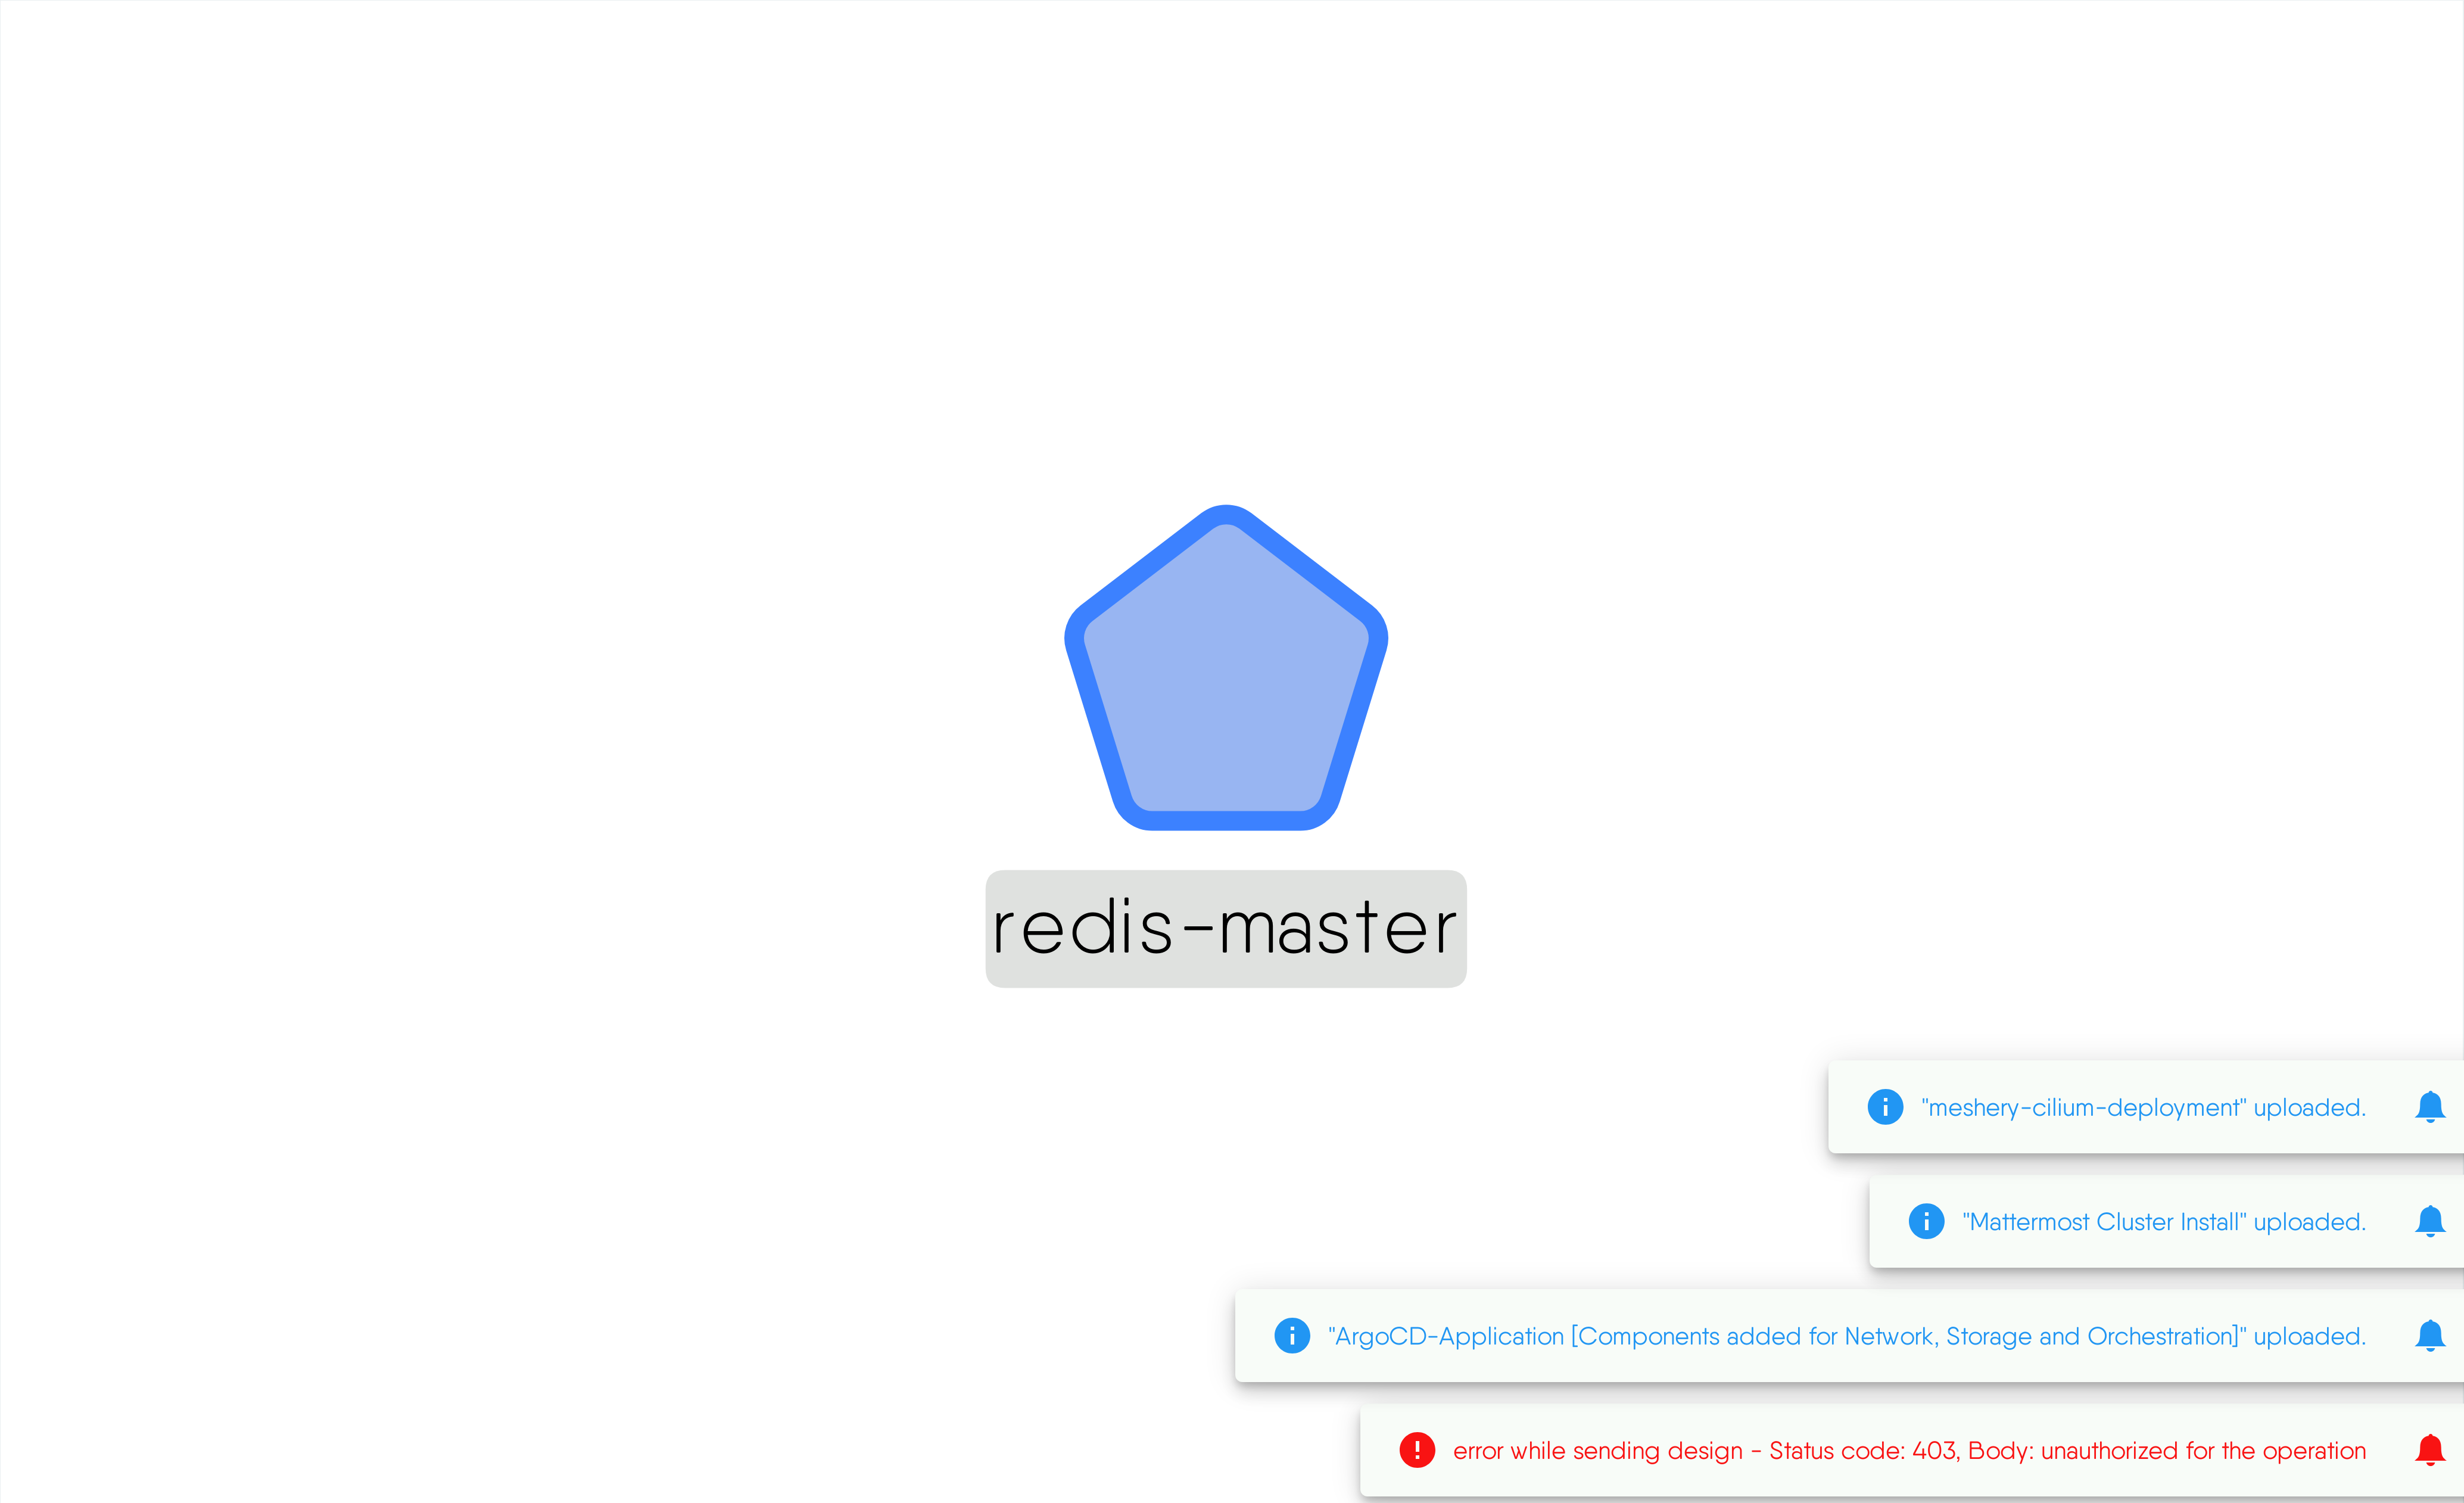 redis-master
"meshery-cilium-deployment" uploaded.
"Mattermost Cluster Install" uploaded.
"ArgoCD-Application [Components added for Network, Storage and Orchestration]" uploaded.
error while sending design - Status code: 403, Body: unauthorized for the operation